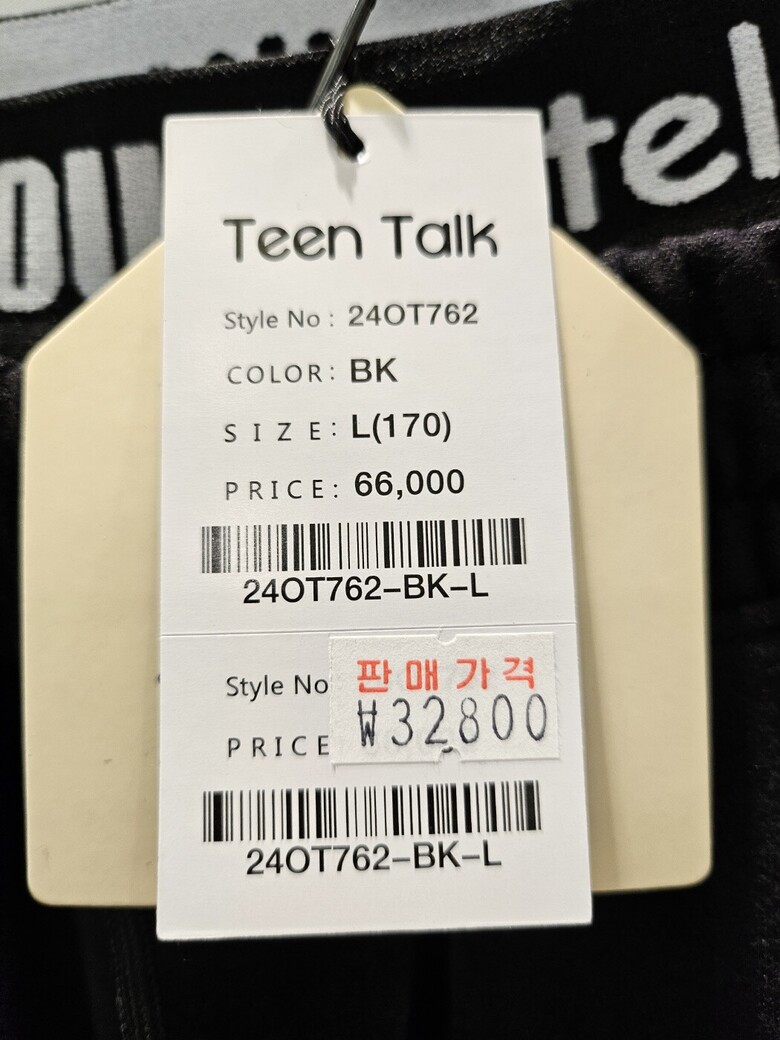 tel
Teen Talk
Style No : 24OT762
COLOR: BK
SIZE: L(170)
PRICE: 66,000
24OT762-BK-L
Style No
판매가격
PRICE
₩32,800
24OT762-BK-L